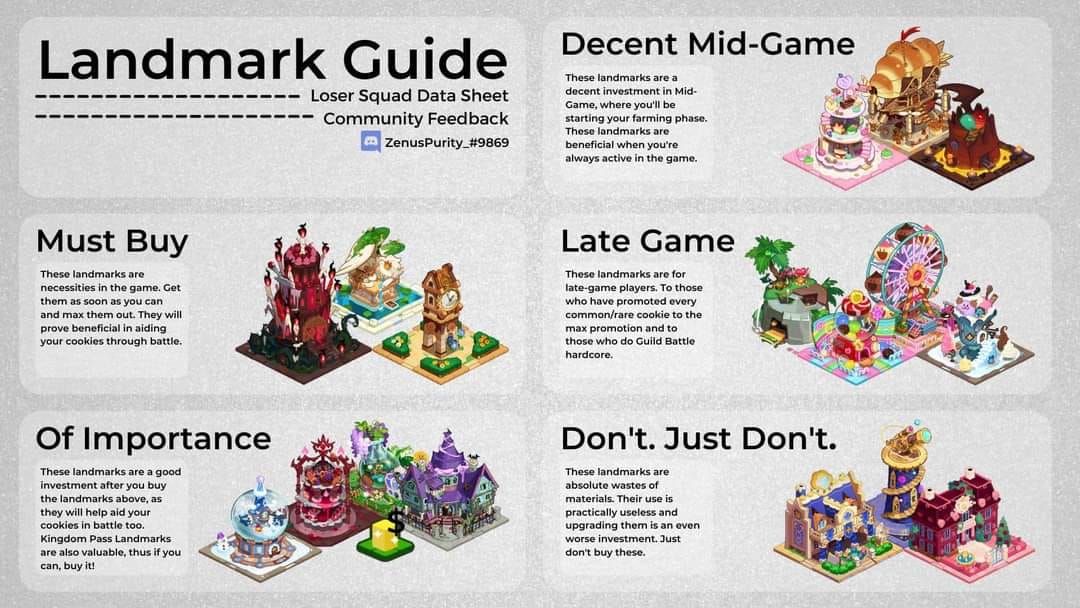 Landmark Guide
Loser Squad Data Sheet
Community Feedback
ZenusPurity_#9869
Must Buy
These landmarks are
necessities in the game. Get
them as soon as you can
and max them out. They will
prove beneficial in aiding
your cookies through battle.
Of Importance
These landmarks are a good
investment after you buy
the landmarks above, as
they will help aid your
cookies in battle too.
Kingdom Pass Landmarks
are also valuable, thus if you
can, buy it!
$
Decent Mid-Game
These landmarks are a
decent investment in Mid-
Game, where you'll be
starting your farming phase.
These landmarks are
beneficial when you're
always active in the game.
Late Game
These landmarks are for
late-game players. To those
who have promoted every
common/rare cookie to the
max promotion and to
those who do Guild Battle
hardcore.
Don't. Just Don't.
These landmarks are
absolute wastes of
materials. Their use is
practically useless and
upgrading them is an even
worse investment. Just
don't buy these.